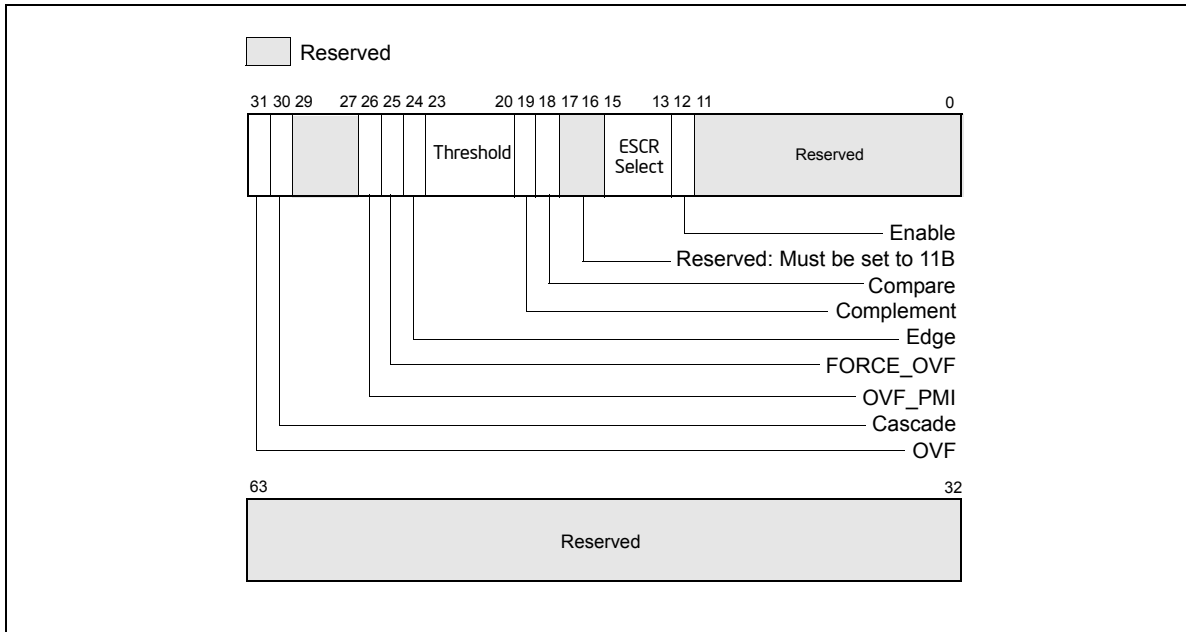 Reserved
31 30 29 27 26 25 24 23 20 19 18 17 16 15 13 12 11 0
Threshold
ESCR
Select
Reserved
Enable
Reserved: Must be set to 11B
Compare
Complement
Edge
FORCE_OVF
OVF_PMI
Cascade
OVF
63 32
Reserved